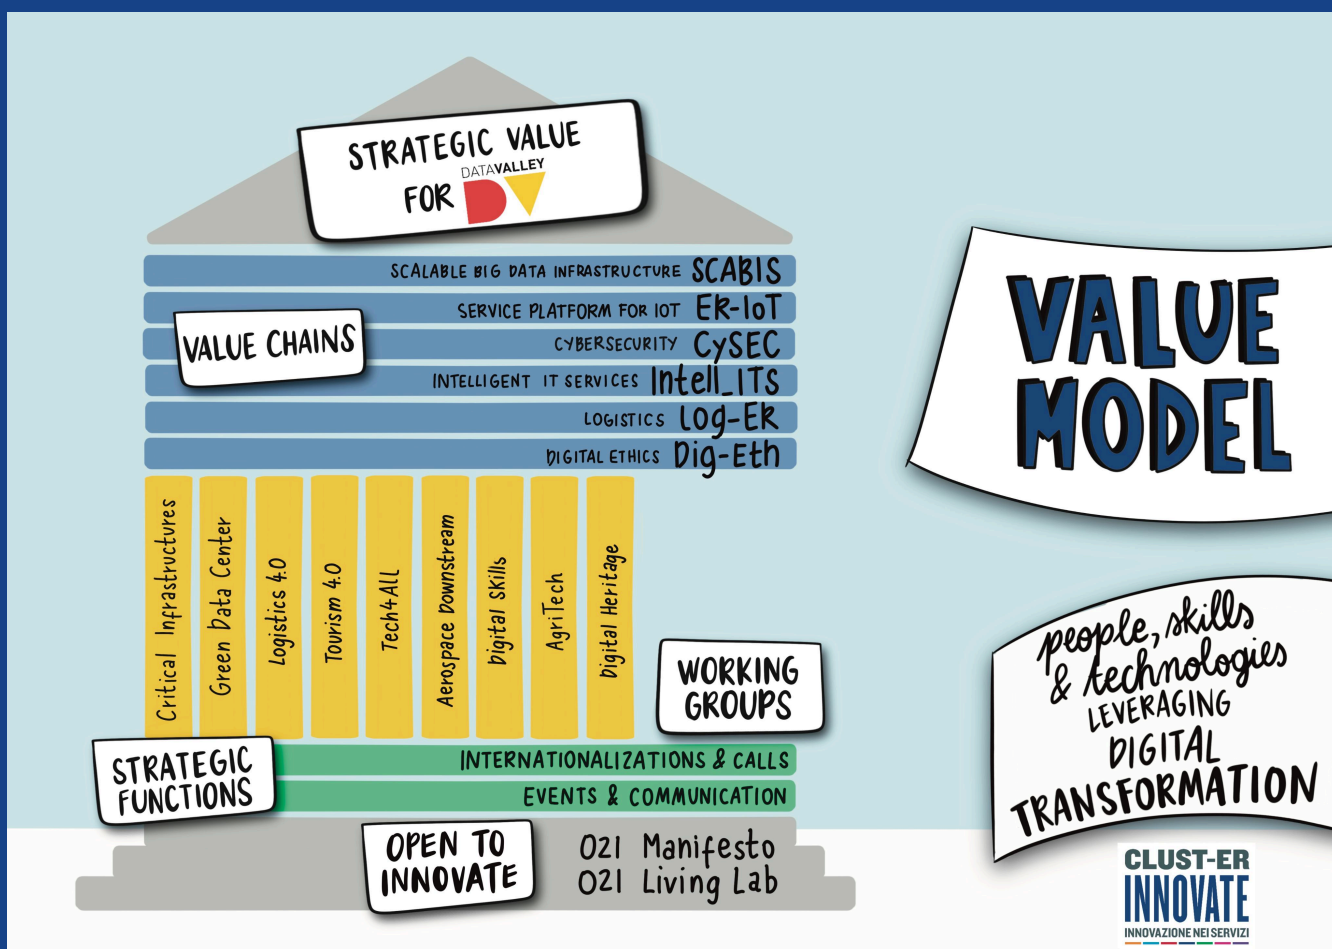 STRATEGIC VALUE
FOR
DATAVALLEY
DV
SCALABLE BIG DATA INFRASTRUCTURE SCABIS
SERVICE PLATFORM FOR IOT ER-IoT
CYBERSECURITY CySEC
INTELLIGENT IT SERVICES Intell_ITS
LOGISTICS Log-Er
DIGITAL ETHICS Dig-Eth
VALUE CHAINS
Critical Infrastructures
Green Data Center
Logistics 4.0
Tourism 4.0
Tech4ALL
Aerospace Downstream
Digital Skills
AgriTech
Digital Heritage
WORKING
GROUPS
STRATEGIC
FUNCTIONS
INTERNATIONALIZATIONS & CALLS
EVENTS & COMMUNICATION
OPEN TO
INNOVATE
O2I Manifesto
O2I Living Lab
VALUE
MODEL
people, skills
& technologies
LEVERAGING
DIGITAL
TRANSFORMATION
CLUST-ER
INNOVATE
INNOVAZIONE NEI SERVIZI